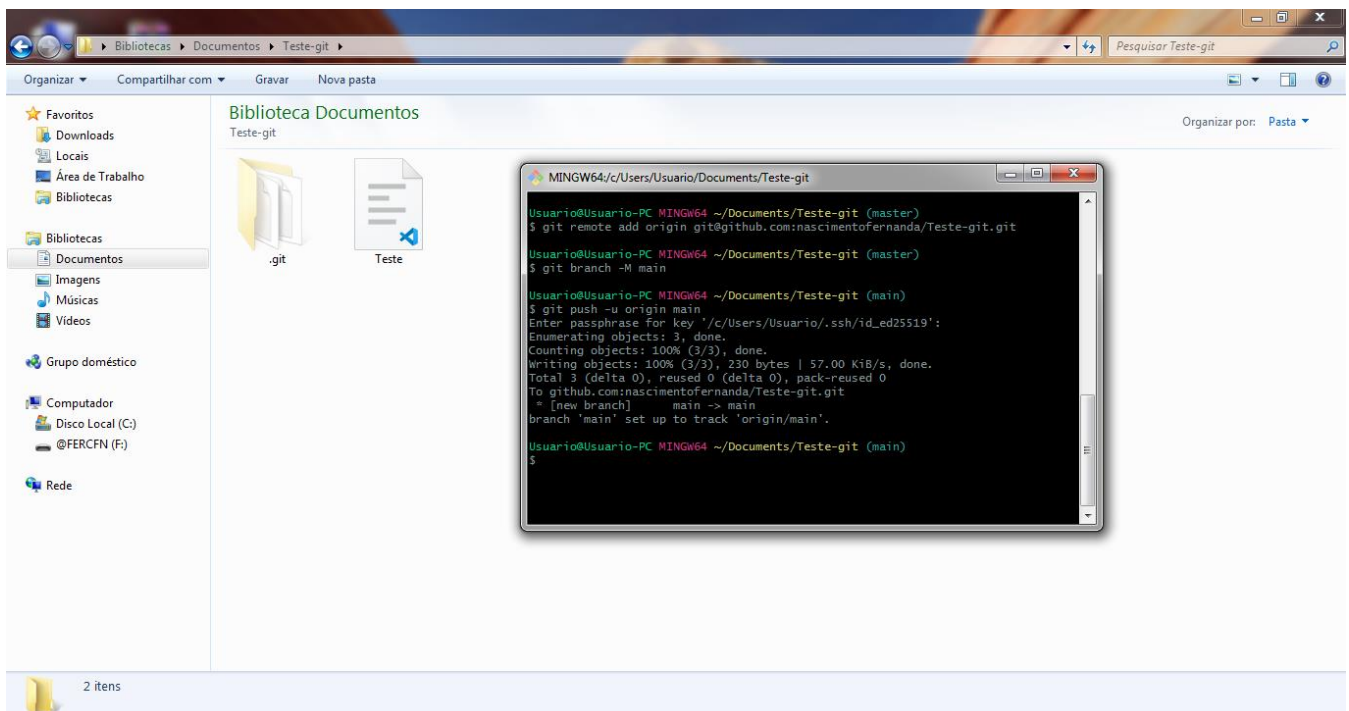 Bibliotecas ▸ Documentos ▸ Teste-git ▸
Pesquisar Teste-git
Organizar
Compartilhar com
Gravar
Nova pasta
Favoritos
Downloads
Locais
Área de Trabalho
Bibliotecas
Bibliotecas
Documentos
Imagens
Músicas
Vídeos
Grupo doméstico
Computador
Disco Local (C:)
@FERCFN (F:)
Rede
Biblioteca Documentos
Teste-git
Organizar por: Pasta
.git
Teste
MINGW64:/c/Users/Usuario/Documents/Teste-git
Usuario@Usuario-PC MINGW64 ~/Documents/Teste-git (master)
$ git remote add origin git@github.com:nascimentofernanda/Teste-git.git
Usuario@Usuario-PC MINGW64 ~/Documents/Teste-git (master)
$ git branch -M main
Usuario@Usuario-PC MINGW64 ~/Documents/Teste-git (main)
$ git push -u origin main
Enter passphrase for key '/c/Users/Usuario/.ssh/id_ed25519':
Enumerating objects: 3, done.
Counting objects: 100% (3/3), done.
Writing objects: 100% (3/3), 230 bytes | 57.00 KiB/s, done.
Total 3 (delta 0), reused 0 (delta 0), pack-reused 0
To github.com:nascimentofernanda/Teste-git.git
 * [new branch]      main -> main
branch 'main' set up to track 'origin/main'.
Usuario@Usuario-PC MINGW64 ~/Documents/Teste-git (main)
$
2 itens